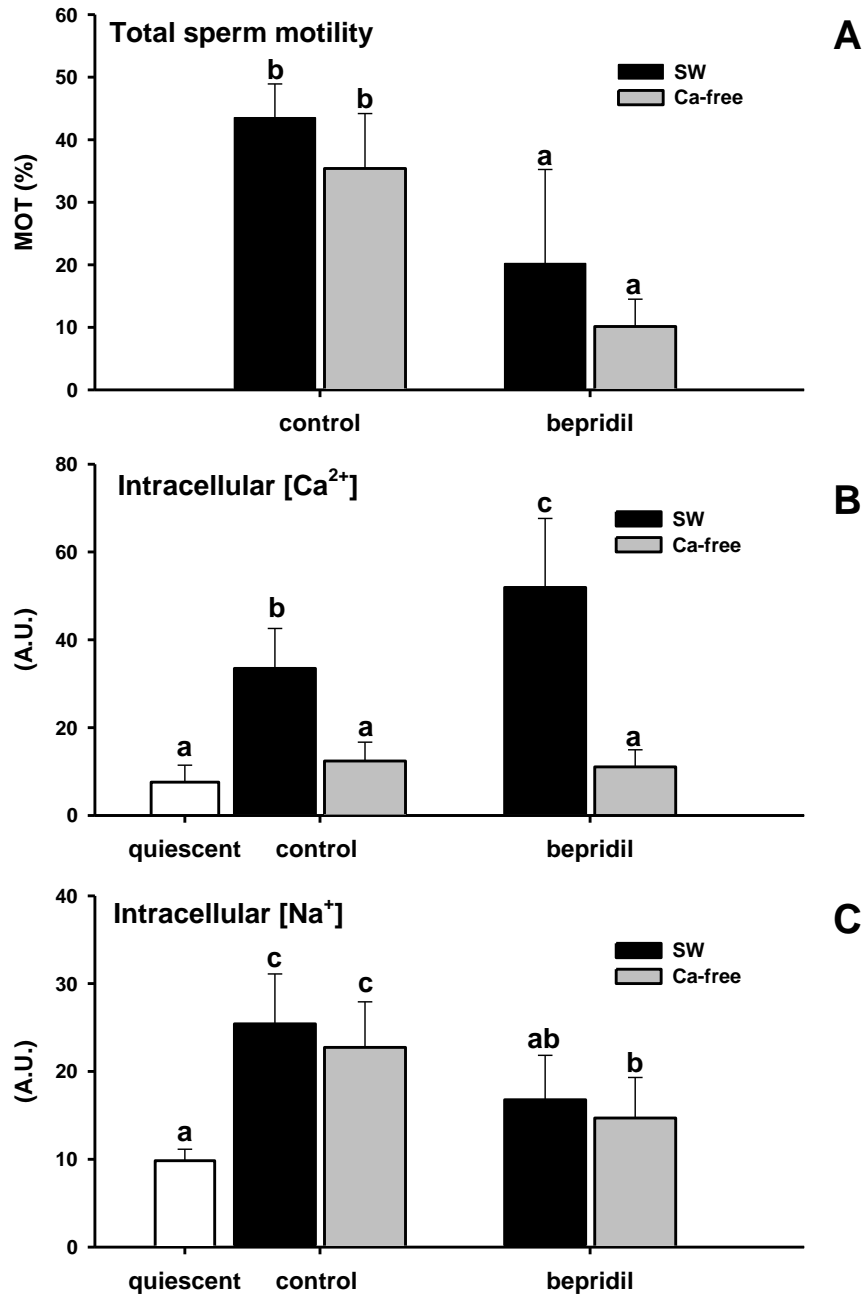 Total sperm motility
A
SW
Ca-free
MOT (%)
60
50
40
30
20
10
0
b
b
a
a
control bepridil
Intracellular [Ca²⁺]
B
SW
Ca-free
(A.U.)
80
60
40
20
0
a
b
a
c
a
quiescent control bepridil
Intracellular [Na⁺]
C
SW
Ca-free
(A.U.)
40
30
20
10
0
a
c
c
ab
b
quiescent control bepridil